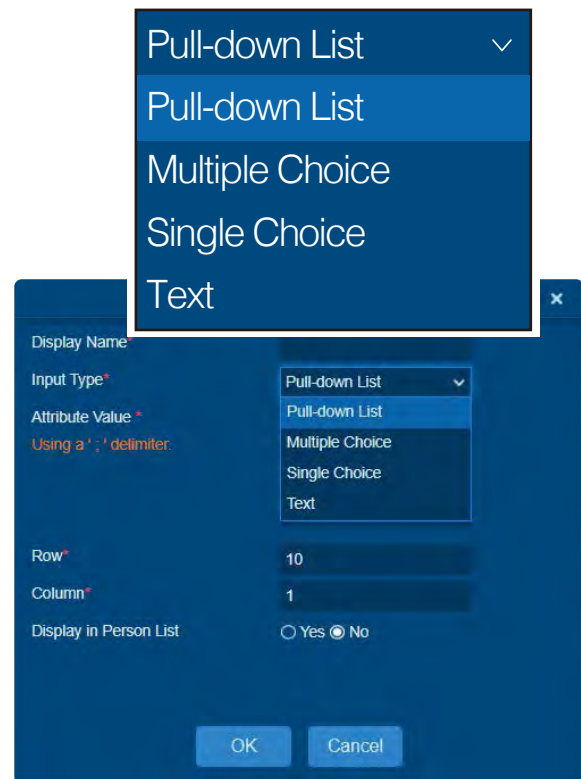 Pull-down List
Pull-down List
Multiple Choice
Single Choice
Text
Display Name*
Input Type*
Pull-down List
Attribute Value *
Pull-down List
Using a ' ; ' delimiter.
Multiple Choice
Single Choice
Text
Row*
10
Column*
1
Display in Person List
Yes
No
OK
Cancel